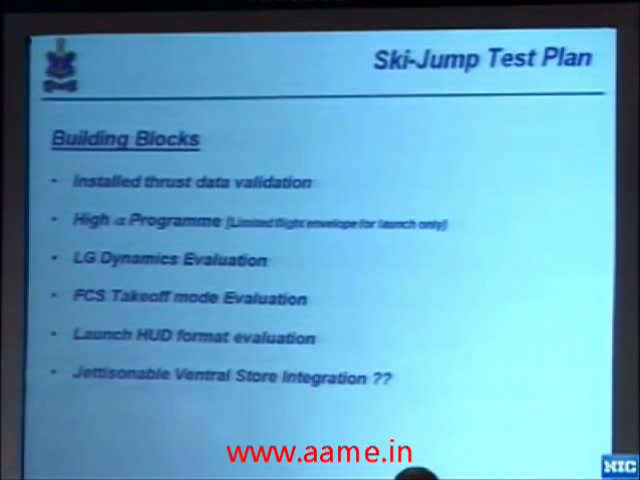 Ski-Jump Test Plan
Building Blocks
• Installed thrust data validation
• High α Programme [Limited flight envelope for launch only]
• LG Dynamics Evaluation
• FCS Takeoff mode Evaluation
• Launch HUD format evaluation
• Jettisonable Ventral Store Integration ??
www.aame.in
NIC